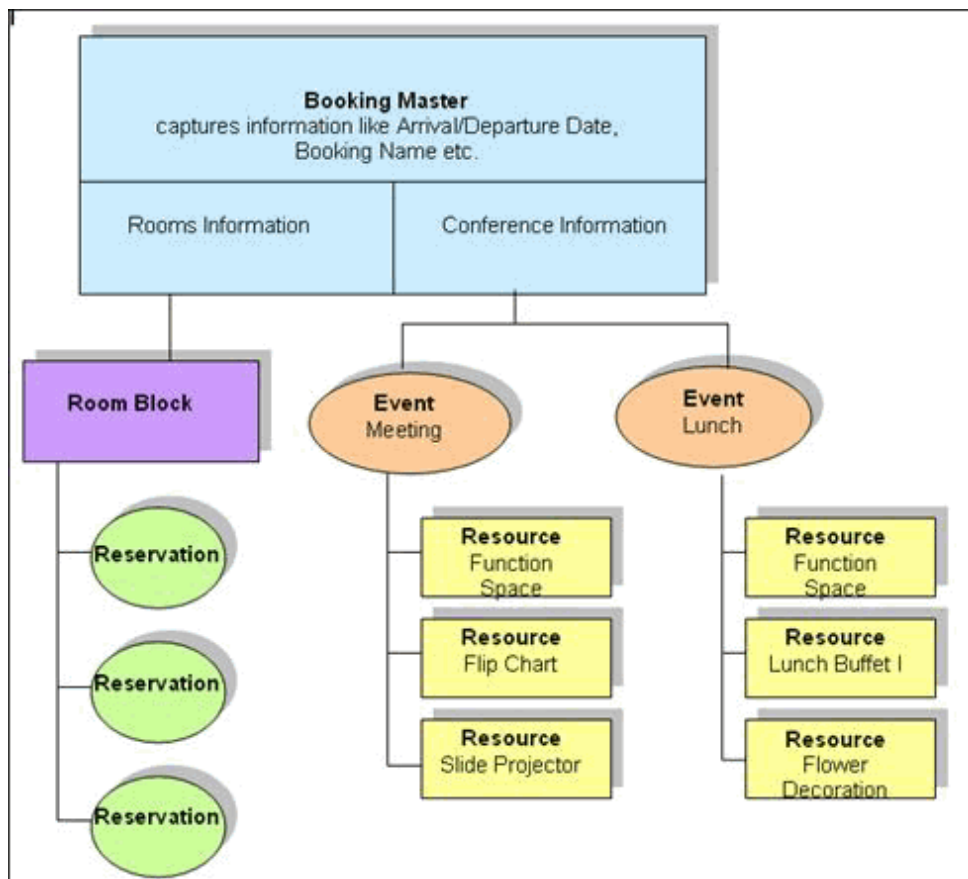 Booking Master
captures information like Arrival/Departure Date,
Booking Name etc.
Rooms Information
Conference Information
Room Block
Reservation
Reservation
Reservation
Event
Meeting
Resource
Function
Space
Resource
Flip Chart
Resource
Slide Projector
Event
Lunch
Resource
Function
Space
Resource
Lunch Buffet I
Resource
Flower
Decoration